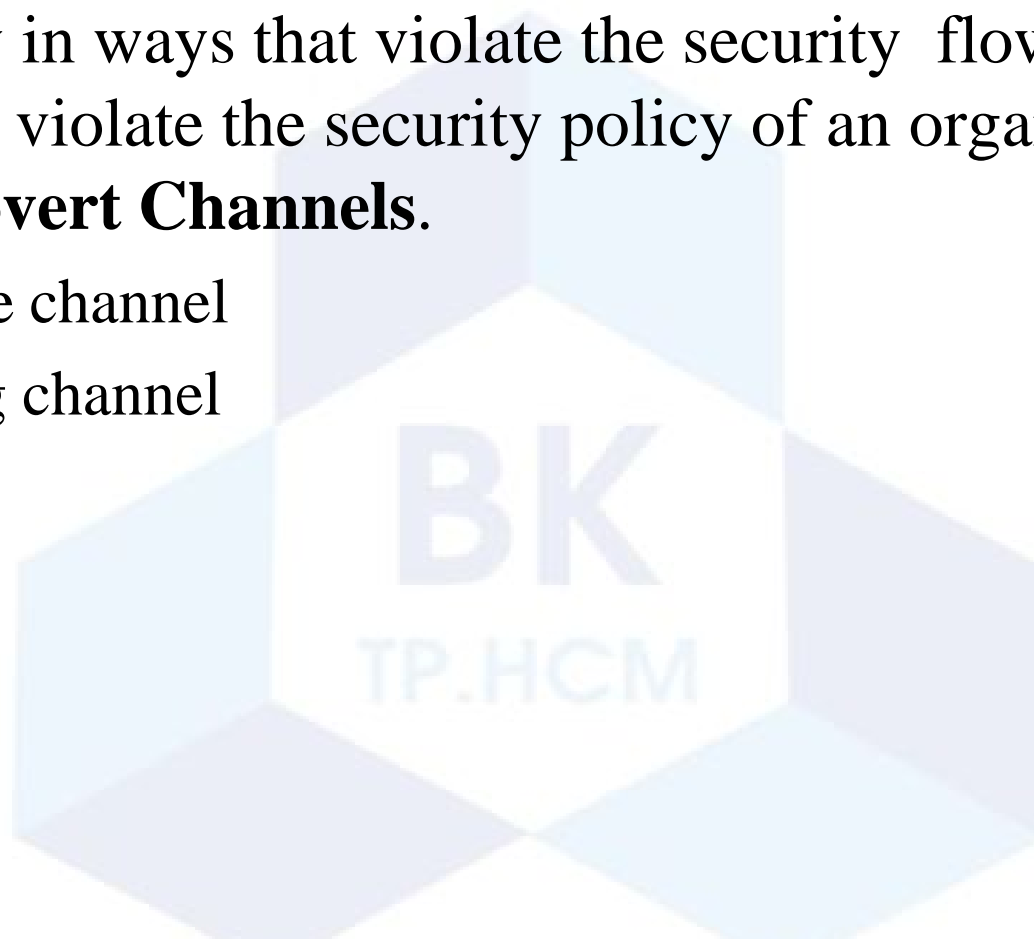 in ways that violate the security flow
violate the security policy of an orga
vert Channels.
e channel
g channel
BK
TP.HCM